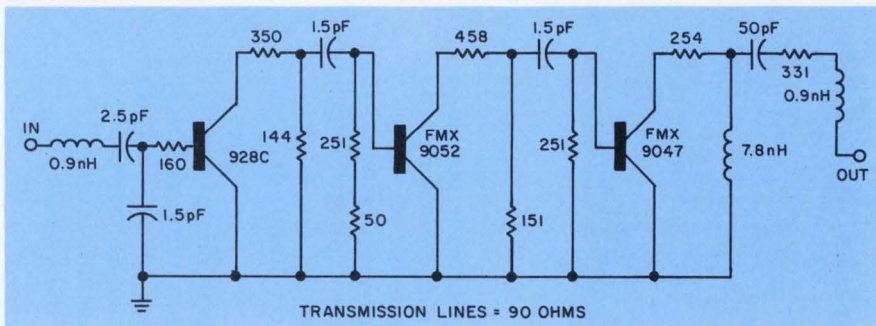 350
1.5pF
458
1.5pF
254
50pF
331
0.9nH
IN
2.5pF
0.9nH
160
928C
144
251
FMX
9052
251
FMX
9047
7.8nH
OUT
1.5pF
50
151
TRANSMISSION LINES = 90 OHMS